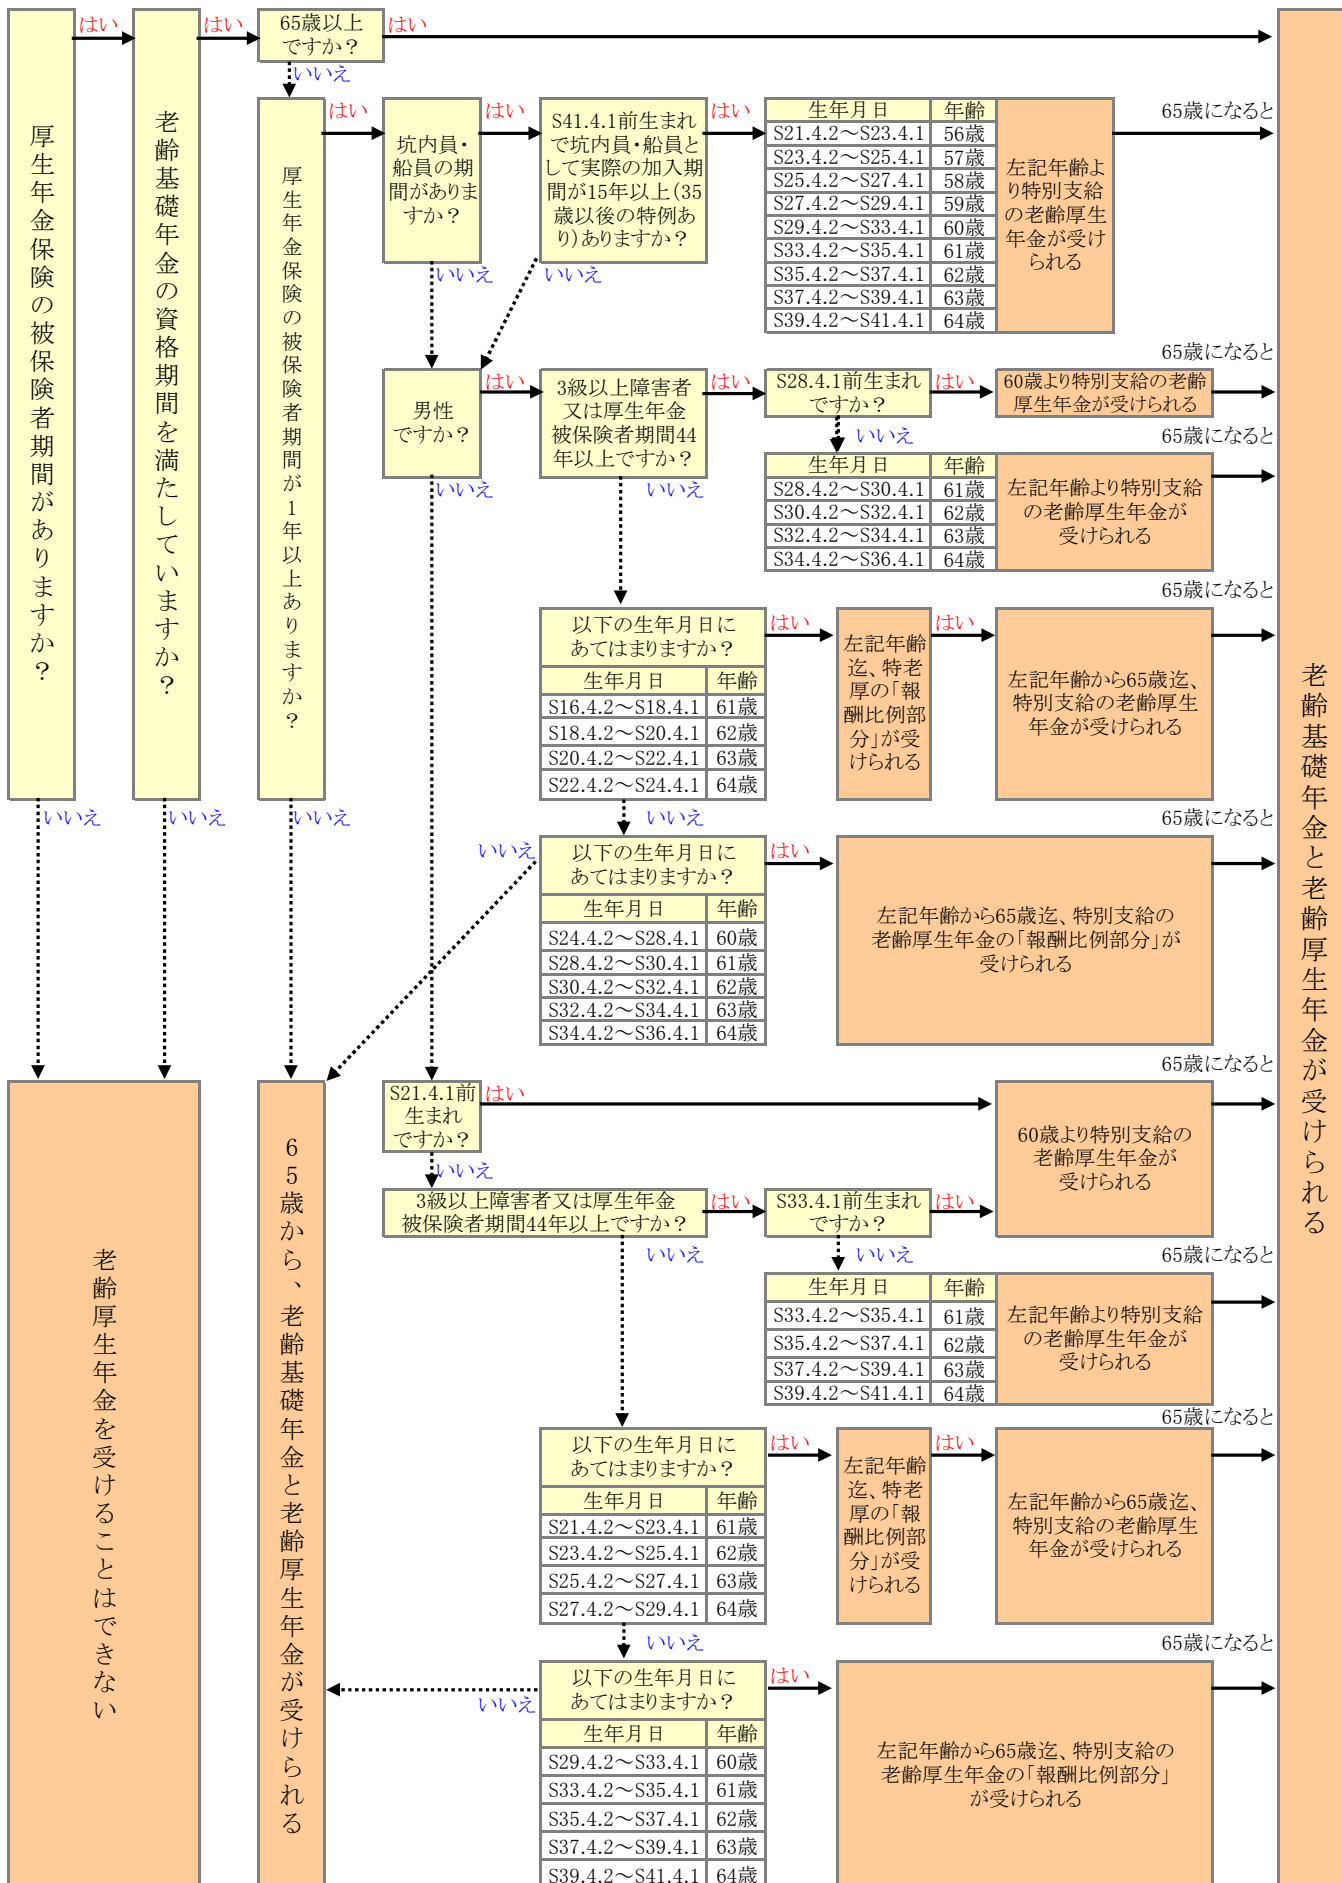 厚生年金保険の被保険者期間がありますか？
はい
いいえ
老齢基礎年金の資格期間を満たしていますか？
はい
いいえ
65歳以上
ですか？
はい
いいえ
厚生年金保険の被保険者期間が1年以上ありますか？
はい
いいえ
坑内員・
船員の期
間がありま
すか？
はい
いいえ
S41.4.1前生まれ
で坑内員・船員と
して実際の加入期
間が15年以上(35
歳以後の特例あ
り)ありますか？
はい
いいえ
生年月日 年齢
S21.4.2～S23.4.1 56歳
S23.4.2～S25.4.1 57歳
S25.4.2～S27.4.1 58歳
S27.4.2～S29.4.1 59歳
S29.4.2～S33.4.1 60歳
S33.4.2～S35.4.1 61歳
S35.4.2～S37.4.1 62歳
S37.4.2～S39.4.1 63歳
S39.4.2～S41.4.1 64歳
左記年齢よ
り特別支給
の老齢厚生
年金が受け
られる
65歳になると
男性
ですか？
はい
いいえ
3級以上障害者
又は厚生年金
被保険者期間44
年以上ですか？
はい
いいえ
S28.4.1前生まれ
ですか？
はい
いいえ
60歳より特別支給の老齢
厚生年金が受けられる
65歳になると
生年月日 年齢
S28.4.2～S30.4.1 61歳
S30.4.2～S32.4.1 62歳
S32.4.2～S34.4.1 63歳
S34.4.2～S36.4.1 64歳
左記年齢より特別支給
の老齢厚生年金が
受けられる
65歳になると
以下の生年月日に
あてはまりますか？
生年月日 年齢
S16.4.2～S18.4.1 61歳
S18.4.2～S20.4.1 62歳
S20.4.2～S22.4.1 63歳
S22.4.2～S24.4.1 64歳
はい
いいえ
左記年齢
迄、特老
厚の「報
酬比例部
分」が受
けられる
はい
左記年齢から65歳迄、
特別支給の老齢厚生
年金が受けられる
65歳になると
以下の生年月日に
あてはまりますか？
生年月日 年齢
S24.4.2～S28.4.1 60歳
S28.4.2～S30.4.1 61歳
S30.4.2～S32.4.1 62歳
S32.4.2～S34.4.1 63歳
S34.4.2～S36.4.1 64歳
はい
いいえ
左記年齢から65歳迄、特別支給の
老齢厚生年金の「報酬比例部分」が
受けられる
65歳になると
S21.4.1前
生まれ
ですか？
はい
いいえ
60歳より特別支給の
老齢厚生年金が
受けられる
65歳になると
3級以上障害者又は厚生年金
被保険者期間44年以上ですか？
はい
いいえ
S33.4.1前生まれ
ですか？
はい
いいえ
生年月日 年齢
S33.4.2～S35.4.1 61歳
S35.4.2～S37.4.1 62歳
S37.4.2～S39.4.1 63歳
S39.4.2～S41.4.1 64歳
左記年齢より特別支給
の老齢厚生年金が
受けられる
65歳になると
以下の生年月日に
あてはまりますか？
生年月日 年齢
S21.4.2～S23.4.1 61歳
S23.4.2～S25.4.1 62歳
S25.4.2～S27.4.1 63歳
S27.4.2～S29.4.1 64歳
はい
いいえ
左記年齢
迄、特老
厚の「報
酬比例部
分」が受
けられる
はい
左記年齢から65歳迄、
特別支給の老齢厚生
年金が受けられる
65歳になると
以下の生年月日に
あてはまりますか？
生年月日 年齢
S29.4.2～S33.4.1 60歳
S33.4.2～S35.4.1 61歳
S35.4.2～S37.4.1 62歳
S37.4.2～S39.4.1 63歳
S39.4.2～S41.4.1 64歳
はい
いいえ
左記年齢から65歳迄、特別支給の
老齢厚生年金の「報酬比例部分」
が受けられる
65歳になると
老齢厚生年金を受けることはできない
65歳から、老齢基礎年金と老齢厚生年金が受けられる
老齢基礎年金と老齢厚生年金が受けられる